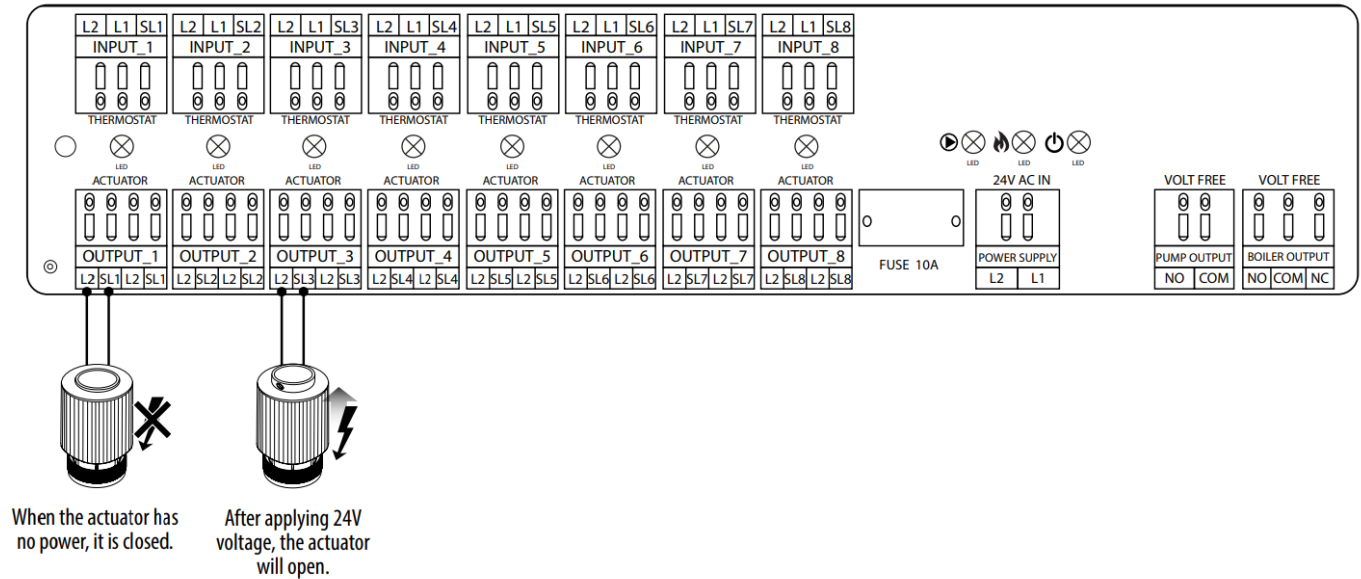 L2 L1 SL1 L2 L1 SL2 L2 L1 SL3 L2 L1 SL4 L2 L1 SL5 L2 L1 SL6 L2 L1 SL7 L2 L1 SL8
INPUT_1 INPUT_2 INPUT_3 INPUT_4 INPUT_5 INPUT_6 INPUT_7 INPUT_8
THERMOSTAT THERMOSTAT THERMOSTAT THERMOSTAT THERMOSTAT THERMOSTAT THERMOSTAT THERMOSTAT
LED LED LED LED LED LED LED LED LED LED LED
ACTUATOR ACTUATOR ACTUATOR ACTUATOR ACTUATOR ACTUATOR ACTUATOR ACTUATOR 24V AC IN VOLT FREE VOLT FREE
OUTPUT_1 OUTPUT_2 OUTPUT_3 OUTPUT_4 OUTPUT_5 OUTPUT_6 OUTPUT_7 OUTPUT_8 FUSE 10A POWER SUPPLY PUMP OUTPUT BOILER OUTPUT
L2 SL1 L2 SL1 L2 SL2 L2 SL2 L2 SL3 L2 SL3 L2 SL4 L2 SL4 L2 SL5 L2 SL5 L2 SL6 L2 SL6 L2 SL7 L2 SL7 L2 SL8 L2 SL8 L2 L1 NO COM NO COM NC
When the actuator has
no power, it is closed.
After applying 24V
voltage, the actuator
will open.